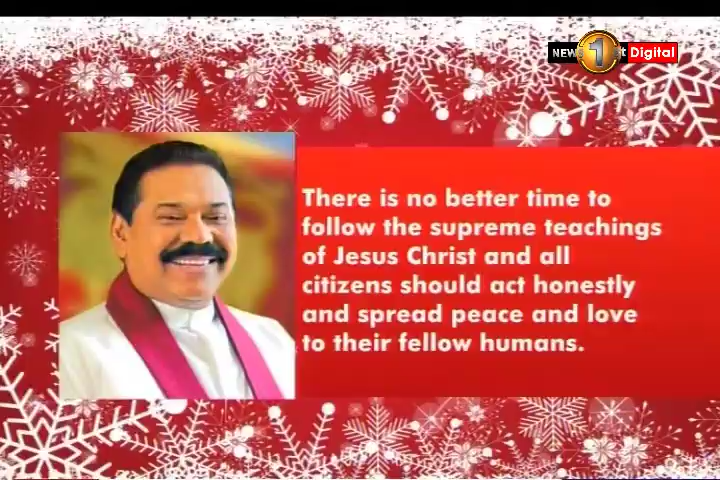 NEWS 1st Digital
There is no better time to
follow the supreme teachings
of Jesus Christ and all
citizens should act honestly
and spread peace and love
to their fellow humans.